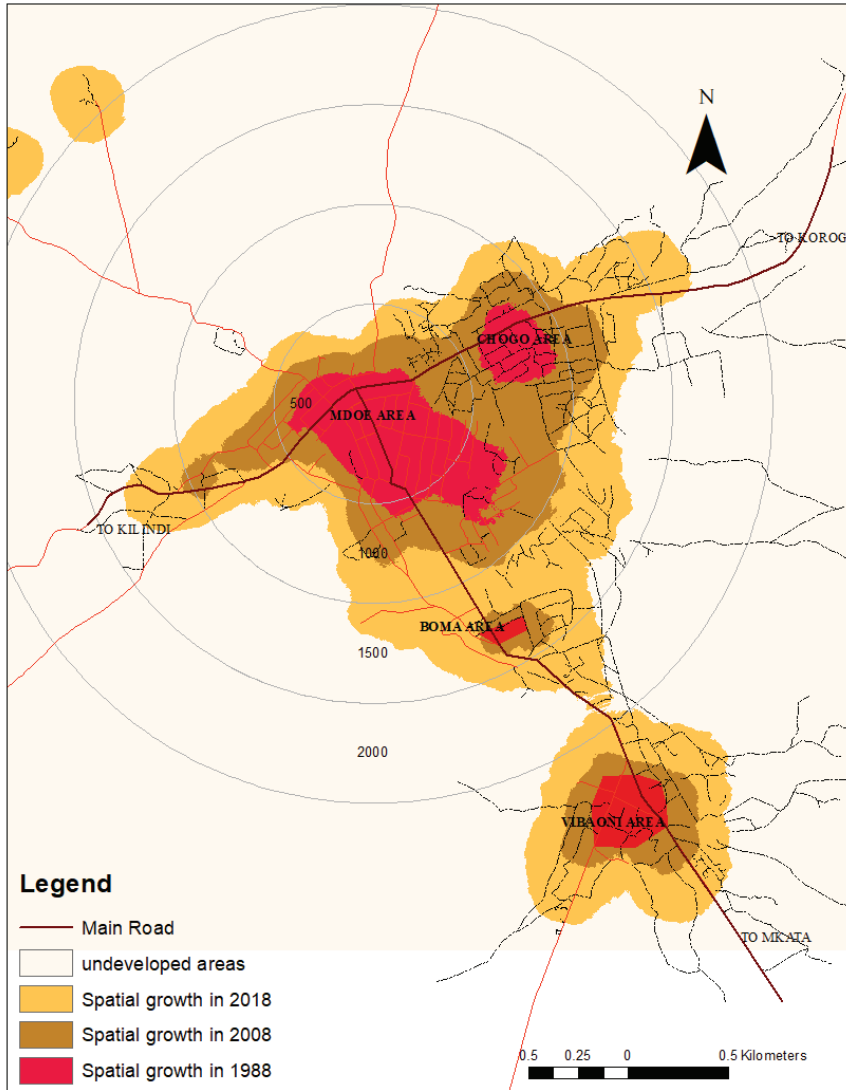 N
TO KOROG
CHOGO AREA
500
MDOE AREA
TO KILINDI
1000
BOMA AREA
1500
2000
VIBAONI AREA
TO MKATA
Legend
Main Road
undeveloped areas
Spatial growth in 2018
Spatial growth in 2008
Spatial growth in 1988
0.5 0.25 0 0.5 Kilometers